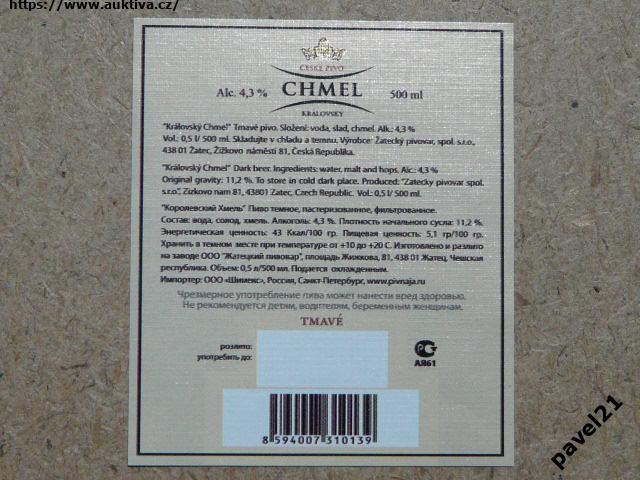 https://www.auktiva.cz/
ČESKÉ PIVO
Alc. 4,3 % CHMEL 500 ml
KRALOVSKY
"Královský Chmel" Tmavé pivo. Složení: voda, slad, chmel. Alk.: 4,3 %
Vol.: 0,5 l/ 500 ml. Skladujte v chladu a temnu. Výrobce: Žatecký pivovar, spol. s.r.o.,
438 01 Žatec, Žižkovo náměstí 81, Česká Republika.
"Královský Chmel" Dark beer. Ingredients: water, malt and hops. Alc.: 4,3 %
Original gravity: 11,2 %. To store in cold dark place. Produced: "Zatecky pivovar spol.
s.r.o.", Zizkovo nam 81, 43801 Zatec, Czech Republic. Vol.: 0,5 l/ 500 ml.
"Королевский Хмель" Пиво темное, пастеризованное, фильтрованное.
Состав: вода, солод, хмель. Алкоголь: 4,3 %. Плотность начального сусла: 11,2 %.
Энергетическая ценность: 43 Ккал/100 гр. Пищевая ценность: 5,1 гр/100 гр.
Хранить в темном месте при температуре от +10 до +20 С. Изготовлено и разлито
на заводе ООО "Жатецкий пивовар", площадь Жижкова, 81, 438 01 Жатец, Чешская
республика. Объем: 0,5 л/500 мл. Подается охлажденным.
Импортер: ООО «Шимекс», Россия, Санкт-Петербург, www.pivnaja.ru
Чрезмерное употребление пива может нанести вред здоровью.
Не рекомендуется детям, водителям, беременным женщинам.
TMAVÉ
розлито:
употребить до:
АЯ61
8 594007 310139
pavel21